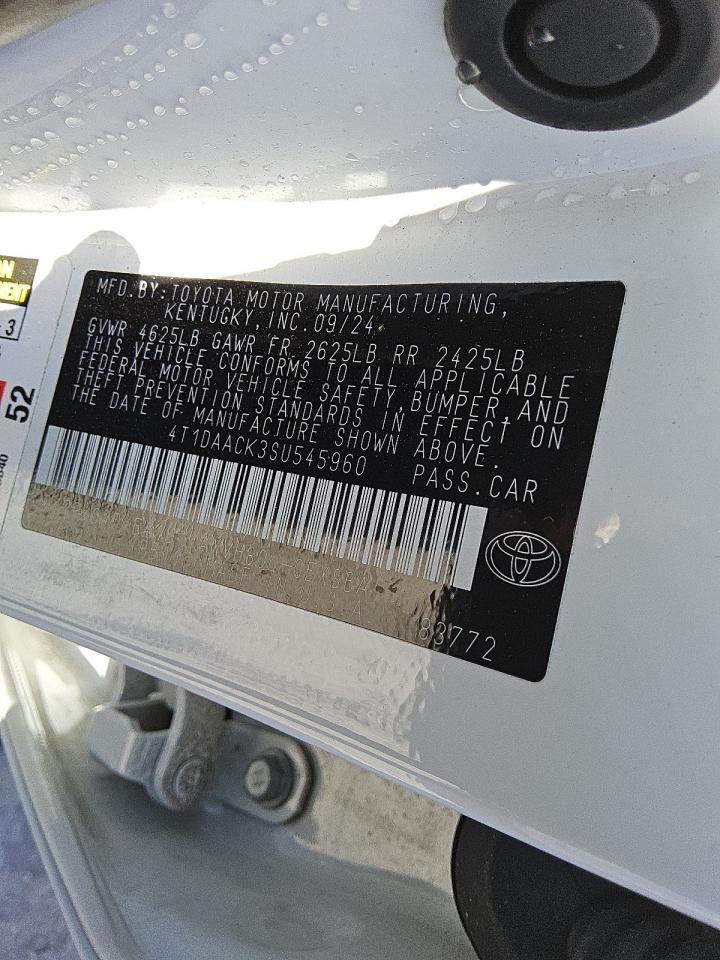 MFD.BY:TOYOTA MOTOR MANUFACTURING,
KENTUCKY,INC.09/24
GVWR 4625LB GAWR FR 2625LB RR 2425LB
THIS VEHICLE CONFORMS TO ALL APPLICABLE
FEDERAL MOTOR VEHICLE SAFETY,BUMPER,AND
THEFT PREVENTION STANDARDS IN EFFECT ON
THE DATE OF MANUFACTURE SHOWN ABOVE.
4T1DAACK3SU545960 PASS.CAR
83772
52